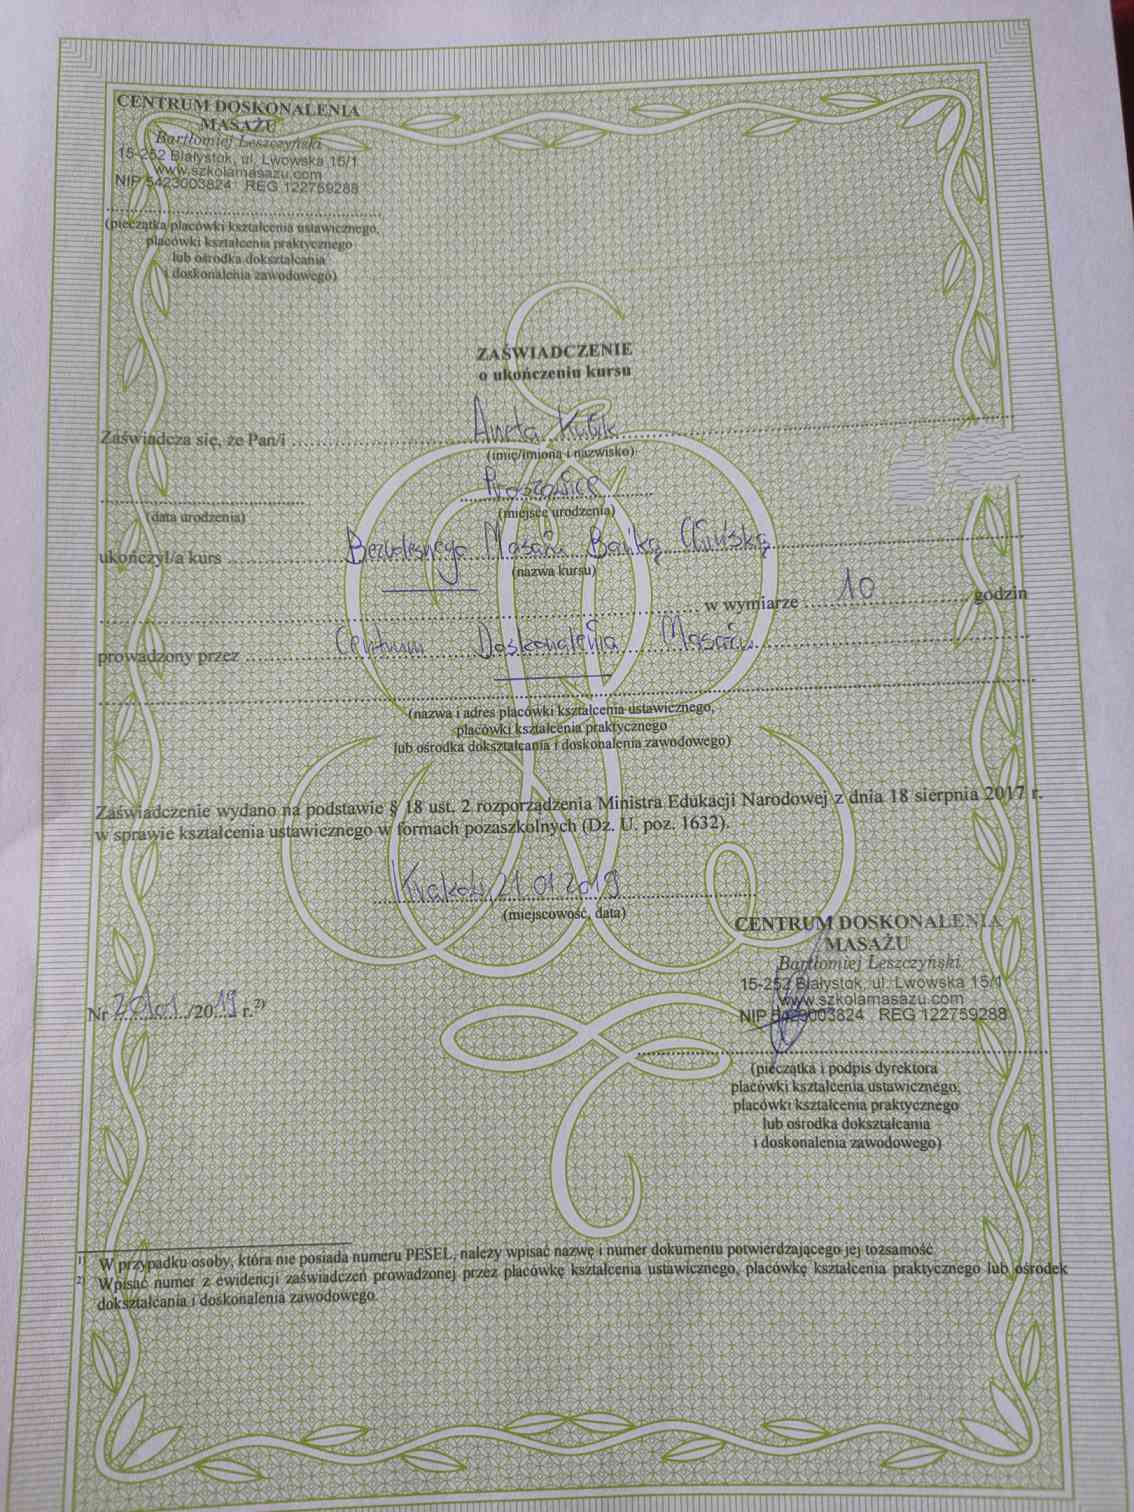 CENTRUM DOSKONALENIA
MASAŻU
Bartłomiej Leszczyński
15-252 Białystok, ul. Lwowska 15/1
www.szkolamasazu.com
NIP 5423003824 REG 122759288
(pieczątka placówki kształcenia ustawicznego,
placówki kształcenia praktycznego
lub ośrodka dokształcania
i doskonalenia zawodowego)
ZAŚWIADCZENIE
o ukończeniu kursu
Zaświadcza się, że Pan/i Aneta Kubik
(imię/imiona i nazwisko)
Proszowice
(data urodzenia) (miejsce urodzenia)
ukończył/a kurs Bezbolesnego Masażu Bańką Chińską
(nazwa kursu)
w wymiarze 10 godzin
prowadzony przez Centrum Doskonalenia Masażu
(nazwa i adres placówki kształcenia ustawicznego,
placówki kształcenia praktycznego
lub ośrodka dokształcania i doskonalenia zawodowego)
Zaświadczenie wydano na podstawie § 18 ust. 2 rozporządzenia Ministra Edukacji Narodowej z dnia 18 sierpnia 2017 r.
w sprawie kształcenia ustawicznego w formach pozaszkolnych (Dz. U. poz. 1632).
Kraków, 21.01.2019
(miejscowość, data)
CENTRUM DOSKONALENIA
MASAŻU
Bartłomiej Leszczyński
15-252 Białystok, ul. Lwowska 15/1
www.szkolamasazu.com
NIP 5423003824 REG 122759288
Nr /2019 r.2)
(pieczątka i podpis dyrektora
placówki kształcenia ustawicznego,
placówki kształcenia praktycznego
lub ośrodka dokształcania
i doskonalenia zawodowego)
1) W przypadku osoby, która nie posiada numeru PESEL, należy wpisać nazwę i numer dokumentu potwierdzającego jej tożsamość
2) Wpisać numer z ewidencji zaświadczeń prowadzonej przez placówkę kształcenia ustawicznego, placówkę kształcenia praktycznego lub ośrodek
dokształcania i doskonalenia zawodowego.